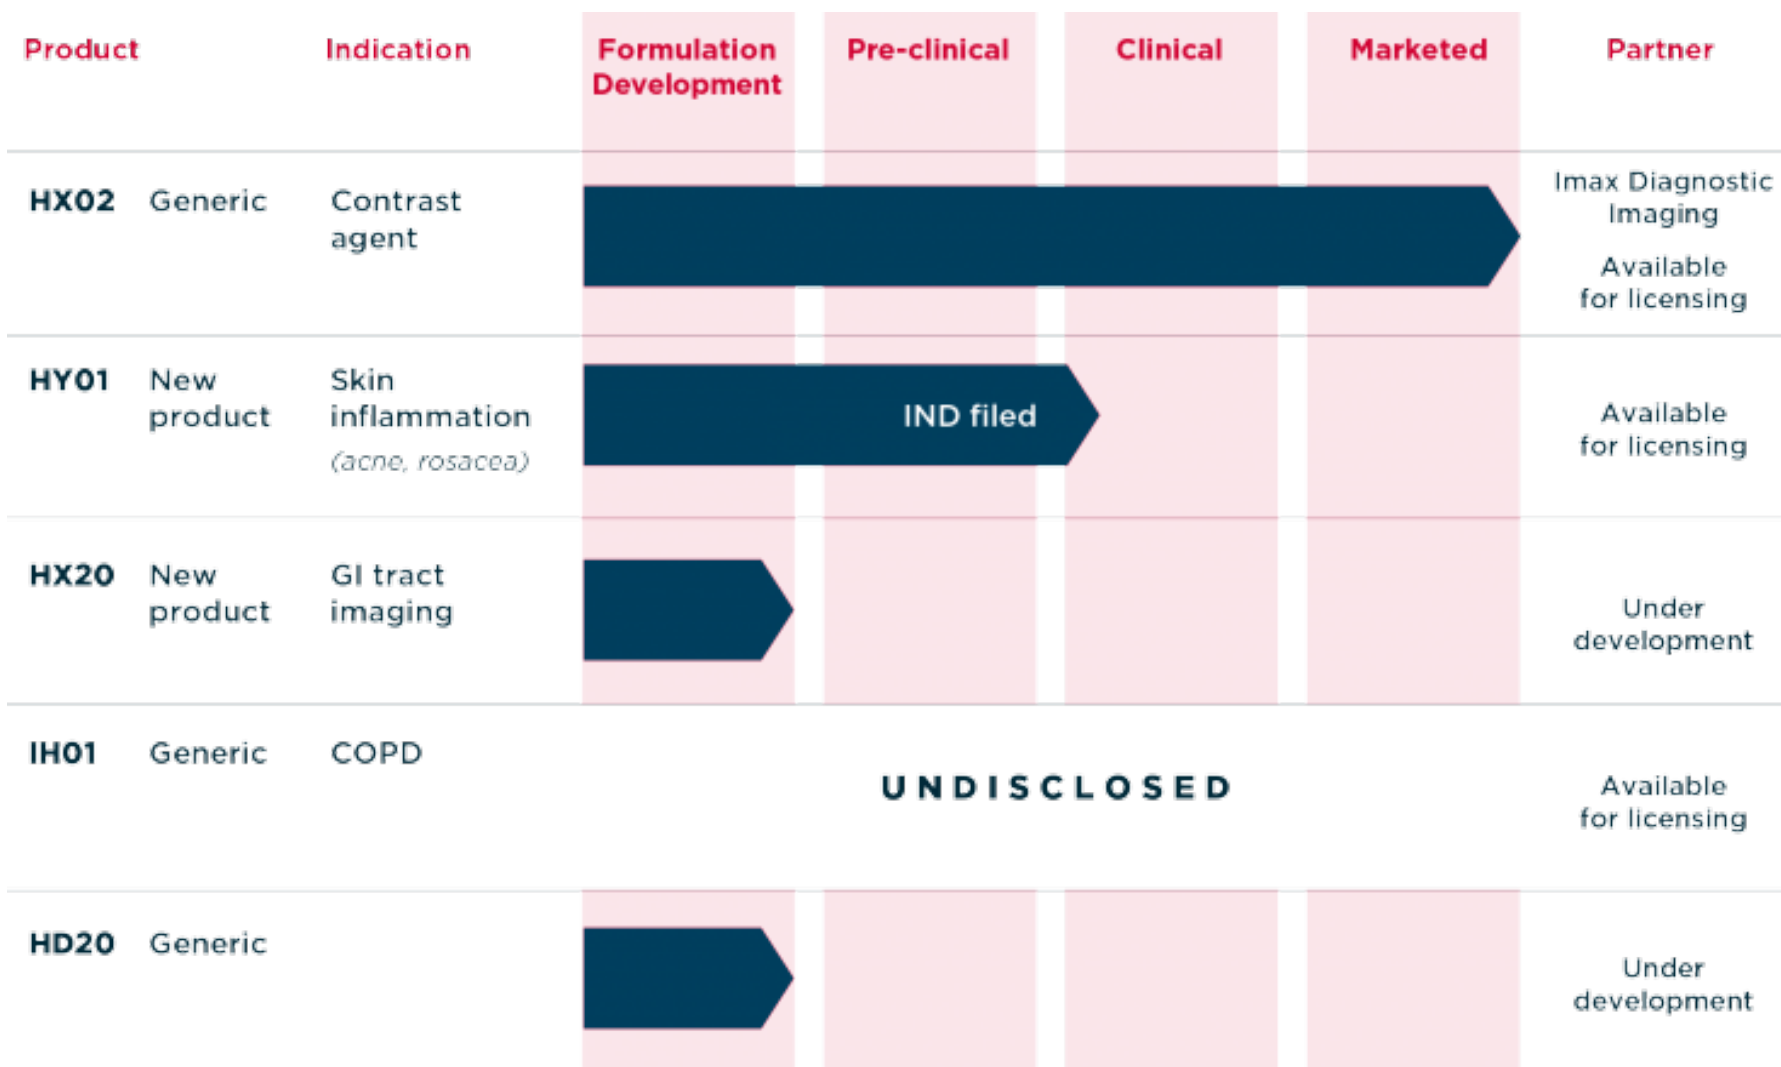 Product Indication Formulation Development Pre-clinical Clinical Marketed Partner
HX02 Generic Contrast agent Imax Diagnostic Imaging
Available for licensing
HY01 New product Skin inflammation (acne, rosacea) IND filed Available for licensing
HX20 New product GI tract imaging Under development
IH01 Generic COPD UNDISCLOSED Available for licensing
HD20 Generic Under development